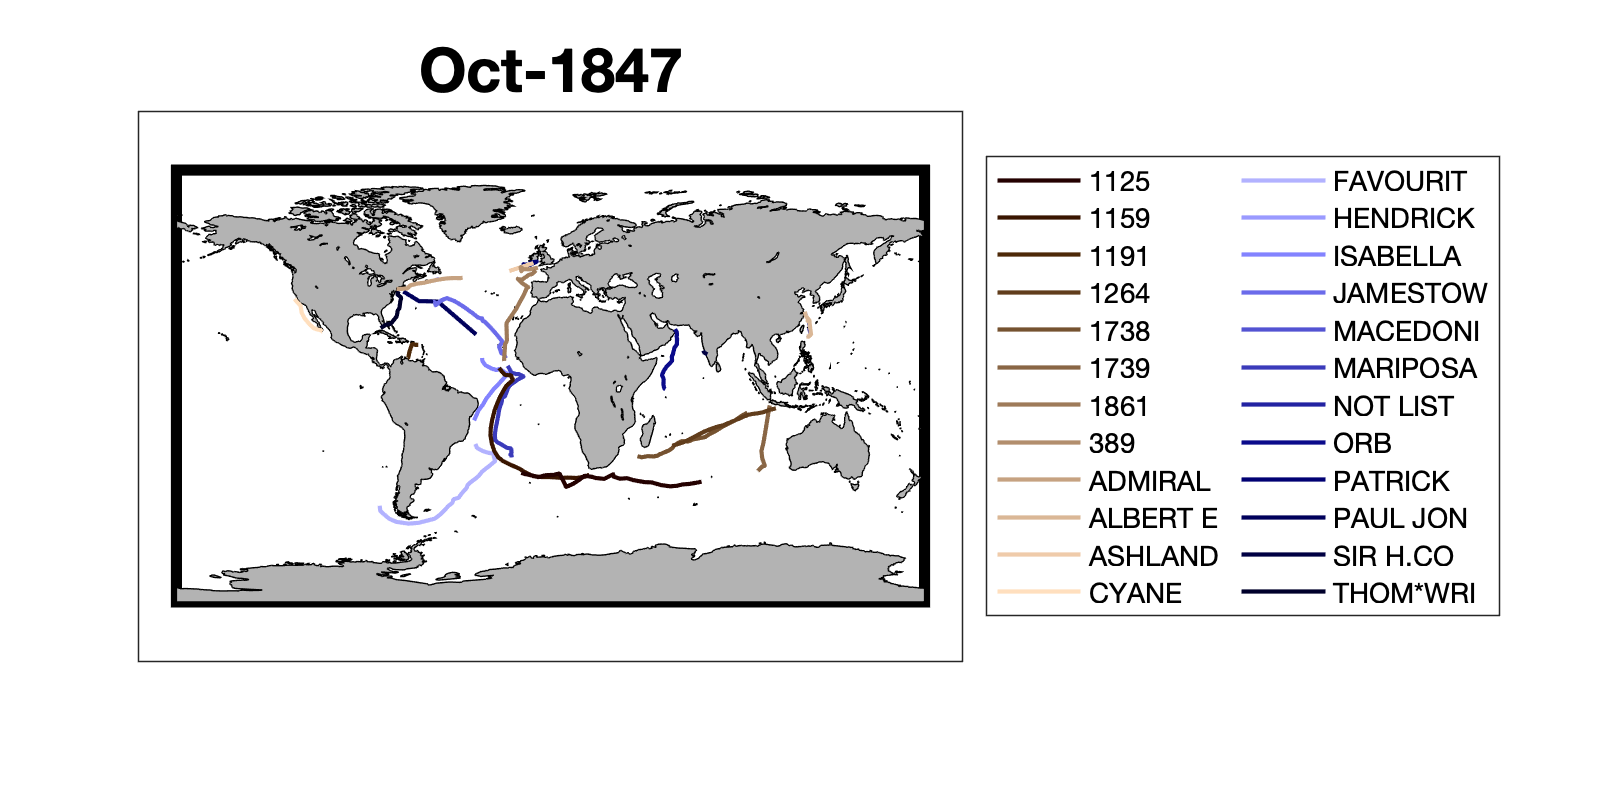 Oct-1847
1125
1159
1191
1264
1738
1739
1861
389
ADMIRAL
ALBERT E
ASHLAND
CYANE
FAVOURIT
HENDRICK
ISABELLA
JAMESTOW
MACEDONI
MARIPOSA
NOT LIST
ORB
PATRICK
PAUL JON
SIR H.CO
THOM*WRI